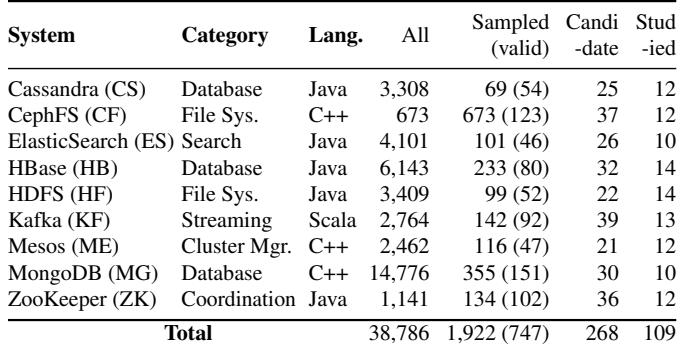 System Category Lang. All Sampled (valid) Candi -date Stud -ied
Cassandra (CS) Database Java 3,308 69 (54) 25 12
CephFS (CF) File Sys. C++ 673 673 (123) 37 12
ElasticSearch (ES) Search Java 4,101 101 (46) 26 10
HBase (HB) Database Java 6,143 233 (80) 32 14
HDFS (HF) File Sys. Java 3,409 99 (52) 22 14
Kafka (KF) Streaming Scala 2,764 142 (92) 39 13
Mesos (ME) Cluster Mgr. C++ 2,462 116 (47) 21 12
MongoDB (MG) Database C++ 14,776 355 (151) 30 10
ZooKeeper (ZK) Coordination Java 1,141 134 (102) 36 12
Total 38,786 1,922 (747) 268 109